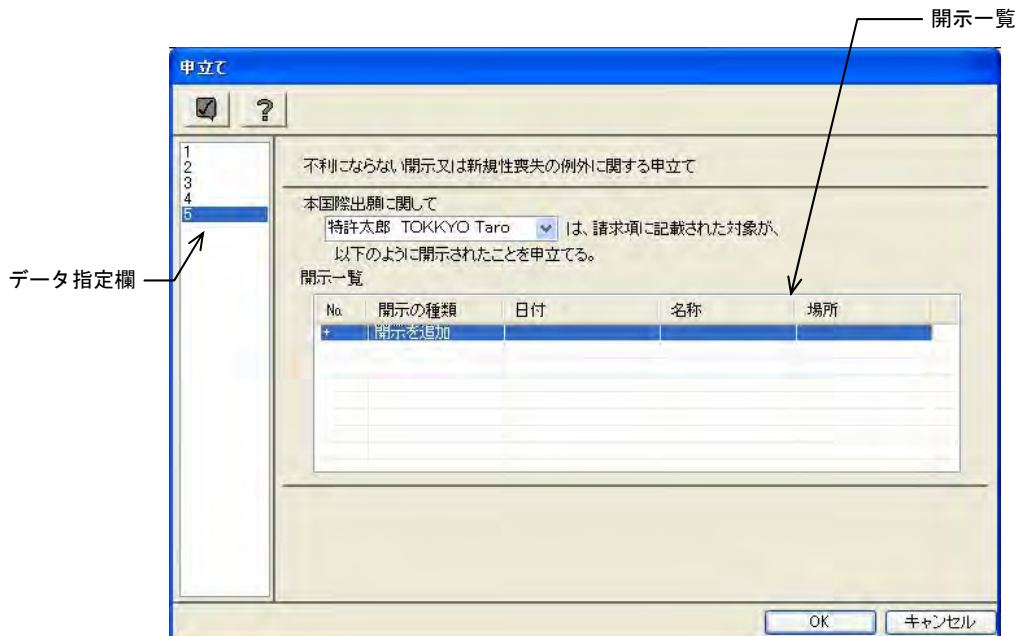 開示一覧
申立て
?
1
2
3
4
5
不利にならない開示又は新規性喪失の例外に関する申立て
本国際出願に関して
特許太郎 TOKKYO Taro は、請求項に記載された対象が、
以下のように開示されたことを申立てる。
データ指定欄
開示一覧
No. 開示の種類 日付 名称 場所
+ 開示を追加
OK キャンセル